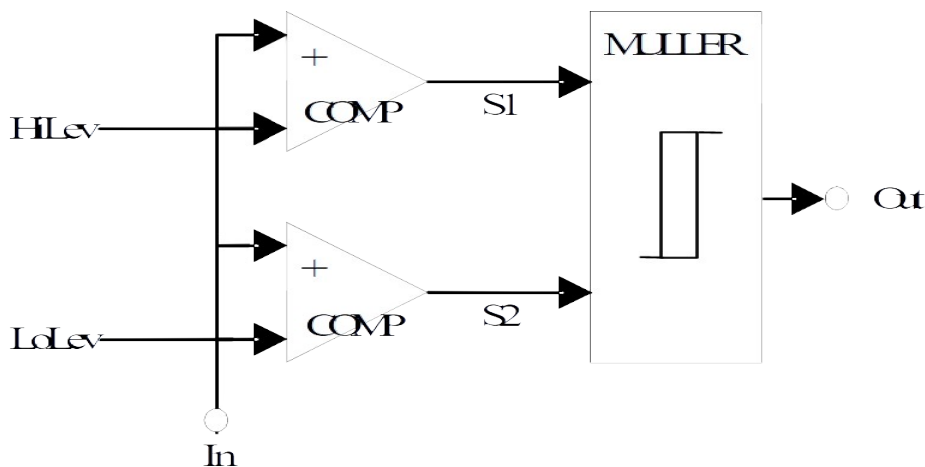 MULLER
+
COMP
S1
HiLev
Out
+
COMP
S2
LoLev
In